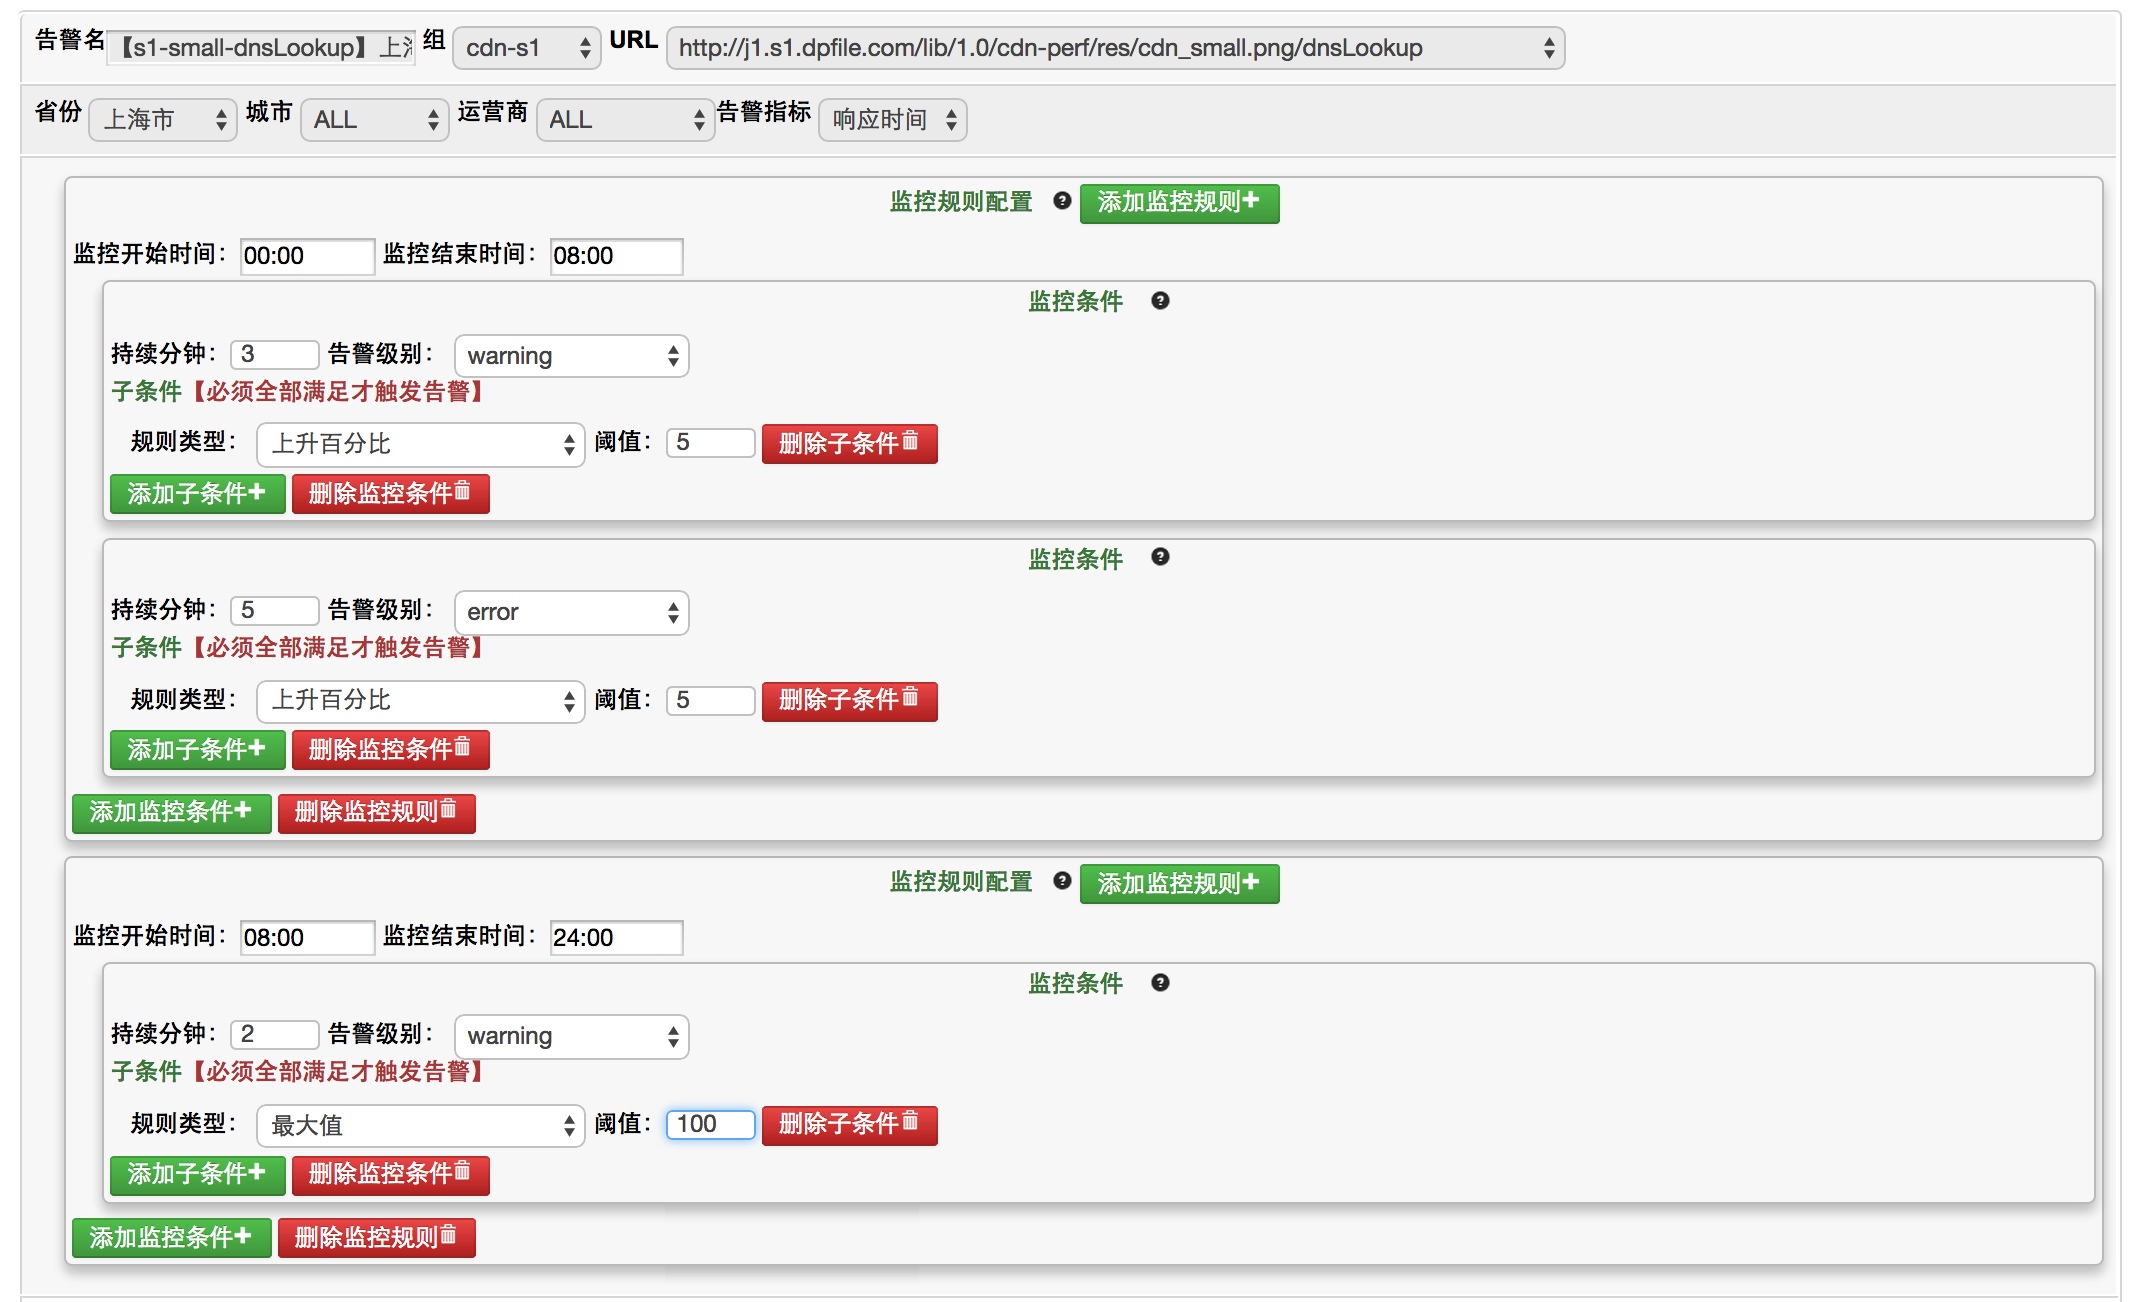 告警名 【s1-small-dnsLookup】上 组 cdn-s1 URL http://j1.s1.dpfile.com/lib/1.0/cdn-perf/res/cdn_small.png/dnsLookup
省份 上海市 城市 ALL 运营商 ALL 告警指标 响应时间
监控规则配置 ? 添加监控规则+
监控开始时间： 00:00 监控结束时间： 08:00
监控条件 ?
持续分钟： 3 告警级别： warning
子条件【必须全部满足才触发告警】
规则类型： 上升百分比 阈值： 5 删除子条件
添加子条件+ 删除监控条件
监控条件 ?
持续分钟： 5 告警级别： error
子条件【必须全部满足才触发告警】
规则类型： 上升百分比 阈值： 5 删除子条件
添加子条件+ 删除监控条件
添加监控条件+ 删除监控规则
监控规则配置 ? 添加监控规则+
监控开始时间： 08:00 监控结束时间： 24:00
监控条件 ?
持续分钟： 2 告警级别： warning
子条件【必须全部满足才触发告警】
规则类型： 最大值 阈值： 100 删除子条件
添加子条件+ 删除监控条件
添加监控条件+ 删除监控规则